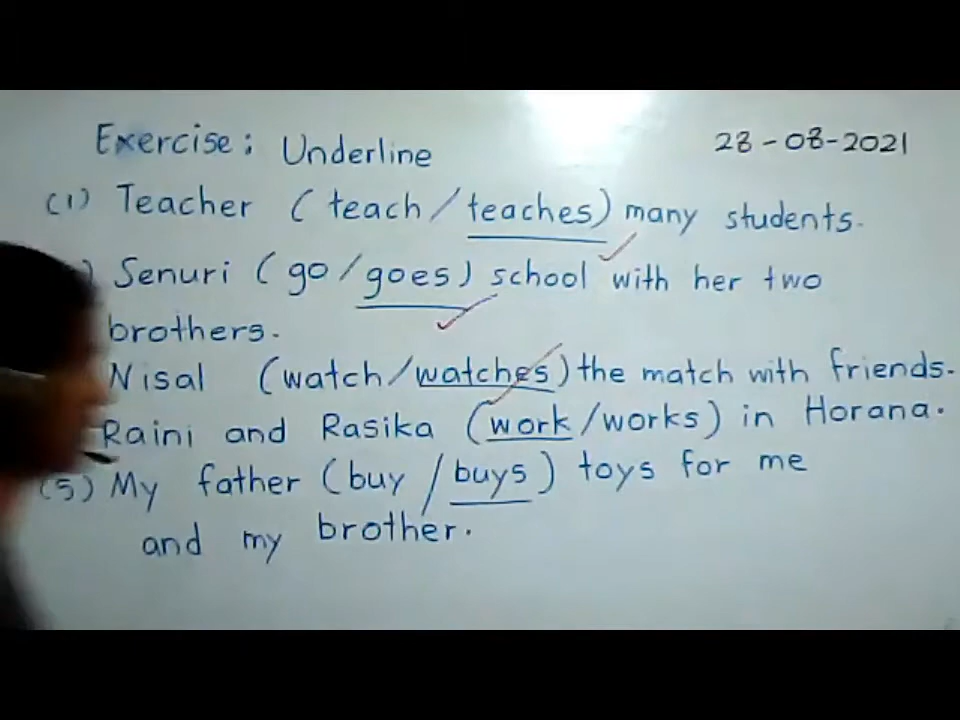 Exercise: Underline
28-08-2021
(1) Teacher (teach/teaches) many students.
) Senuri (go/goes) school with her two
brothers.
Nisal (watch/watches) the match with friends.
Raini and Rasika (work/works) in Horana.
(5) My father (buy/buys) toys for me
and my brother.